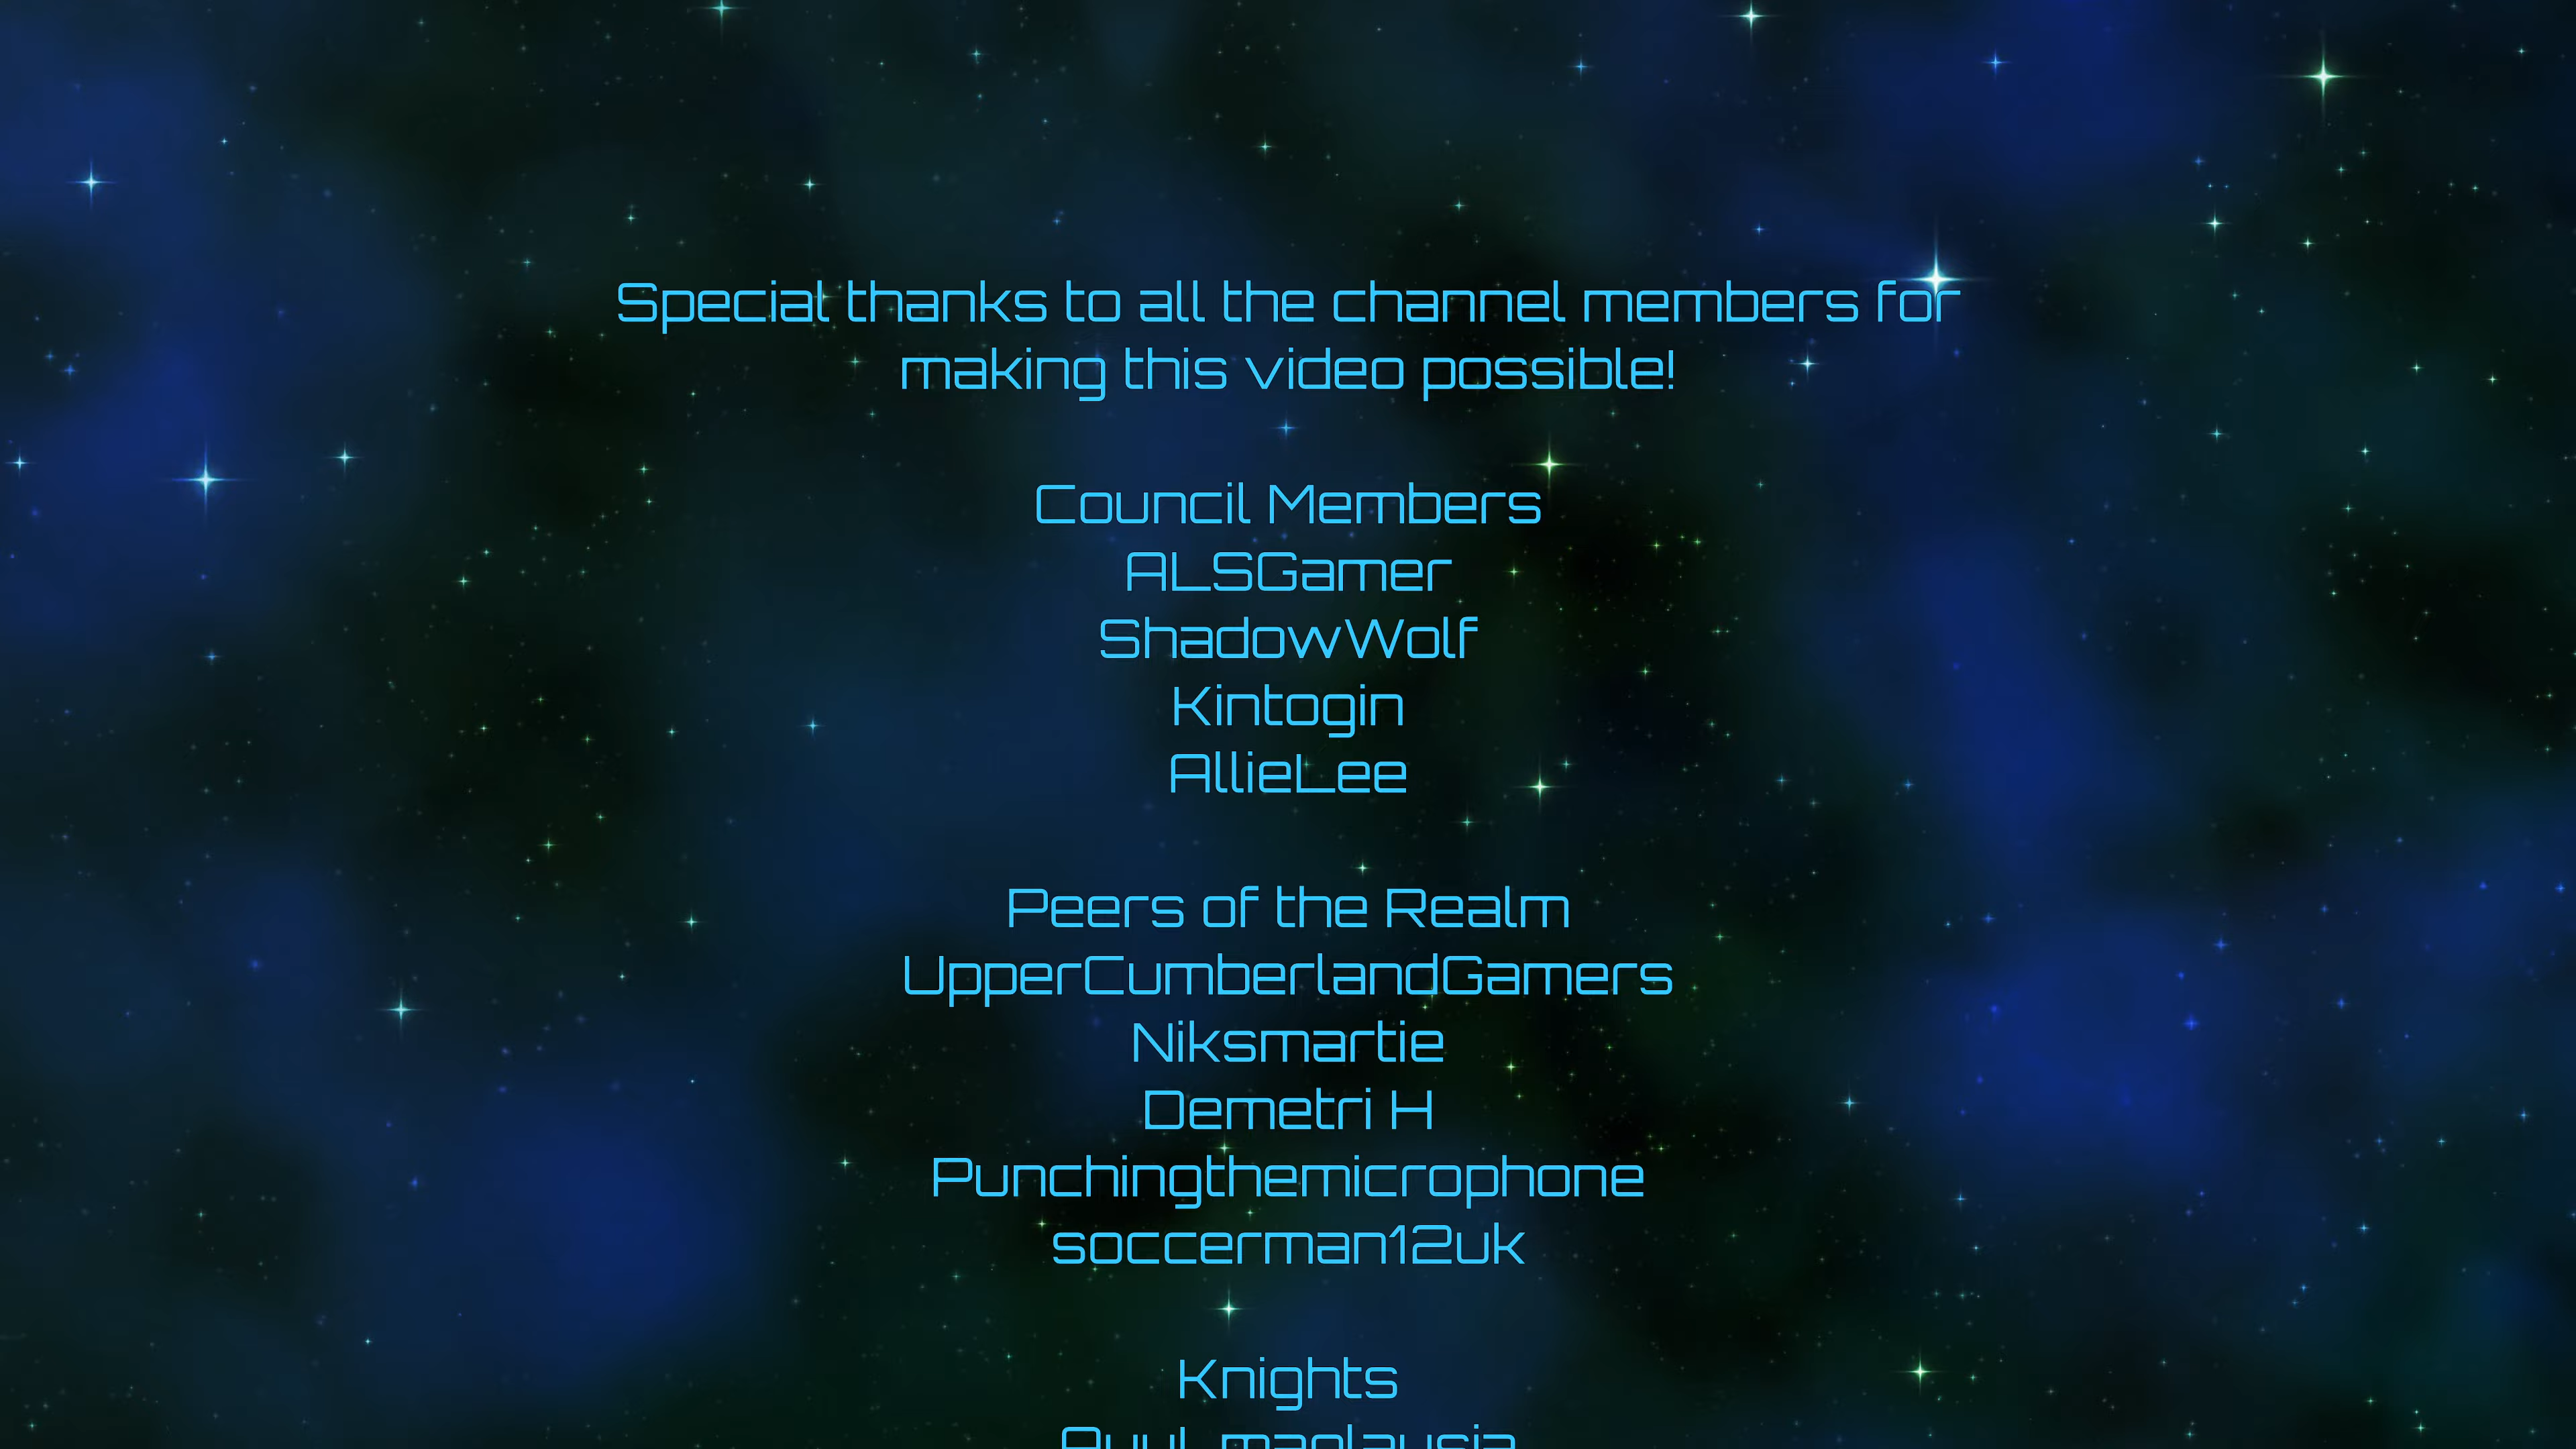 Special thanks to all the channel members for
making this video possible!
Council Members
ALSGamer
ShadowWolf
Kintogin
AllieLee
Peers of the Realm
UpperCumberlandGamers
Niksmartie
Demetri H
Punchingthemicrophone
soccerman12uk
Knights